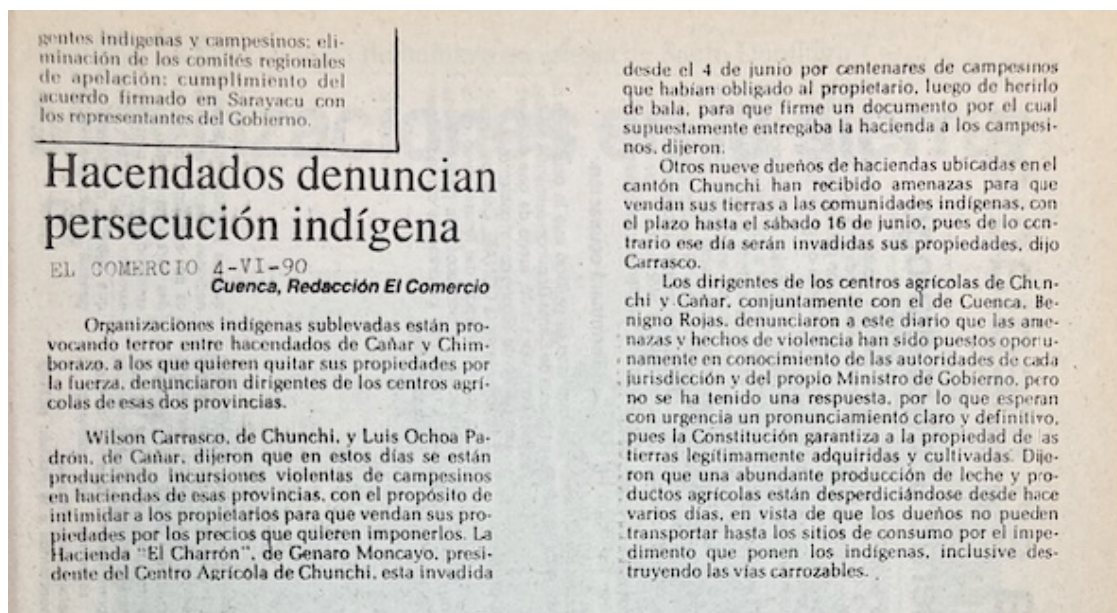 gentes indígenas y campesinos; eli-
minación de los comités regionales
de apelación; cumplimiento del
acuerdo firmado en Sarayacu con
los representantes del Gobierno.
Hacendados denuncian
persecución indígena
EL COMERCIO 4-VI-90
Cuenca, Redacción El Comercio
Organizaciones indígenas sublevadas están pro-
vocando terror entre hacendados de Cañar y Chim-
borazo, a los que quieren quitar sus propiedades por
la fuerza, denunciaron dirigentes de los centros agrí-
colas de esas dos provincias.
Wilson Carrasco, de Chunchi, y Luis Ochoa Pa-
drón, de Cañar, dijeron que en estos días se están
produciendo incursiones violentas de campesinos
en haciendas de esas provincias, con el propósito de
intimidar a los propietarios para que vendan sus pro-
piedades por los precios que quieren imponerlos. La
Hacienda "El Charrón", de Genaro Moncayo, presi-
dente del Centro Agrícola de Chunchi, esta invadida
desde el 4 de junio por centenares de campesinos
que habían obligado al propietario, luego de herirlo
de bala, para que firme un documento por el cual
supuestamente entregaba la hacienda a los campesi-
nos, dijeron.
Otros nueve dueños de haciendas ubicadas en el
cantón Chunchi han recibido amenazas para que
vendan sus tierras a las comunidades indígenas, con
el plazo hasta el sábado 16 de junio, pues de lo con-
trario ese día serán invadidas sus propiedades, dijo
Carrasco.
Los dirigentes de los centros agrícolas de Chun-
chi y Cañar, conjuntamente con el de Cuenca, Be-
nigno Rojas, denunciaron a este diario que las ame-
nazas y hechos de violencia han sido puestos oportu-
namente en conocimiento de las autoridades de cada
jurisdicción y del propio Ministro de Gobierno, pero
no se ha tenido una respuesta, por lo que esperan
con urgencia un pronunciamiento claro y definitivo,
pues la Constitución garantiza a la propiedad de las
tierras legítimamente adquiridas y cultivadas. Dije-
ron que una abundante producción de leche y pro-
ductos agrícolas están desperdiciándose desde hace
varios días, en vista de que los dueños no pueden
transportar hasta los sitios de consumo por el impe-
dimento que ponen los indígenas, inclusive des-
truyendo las vías carrozables.